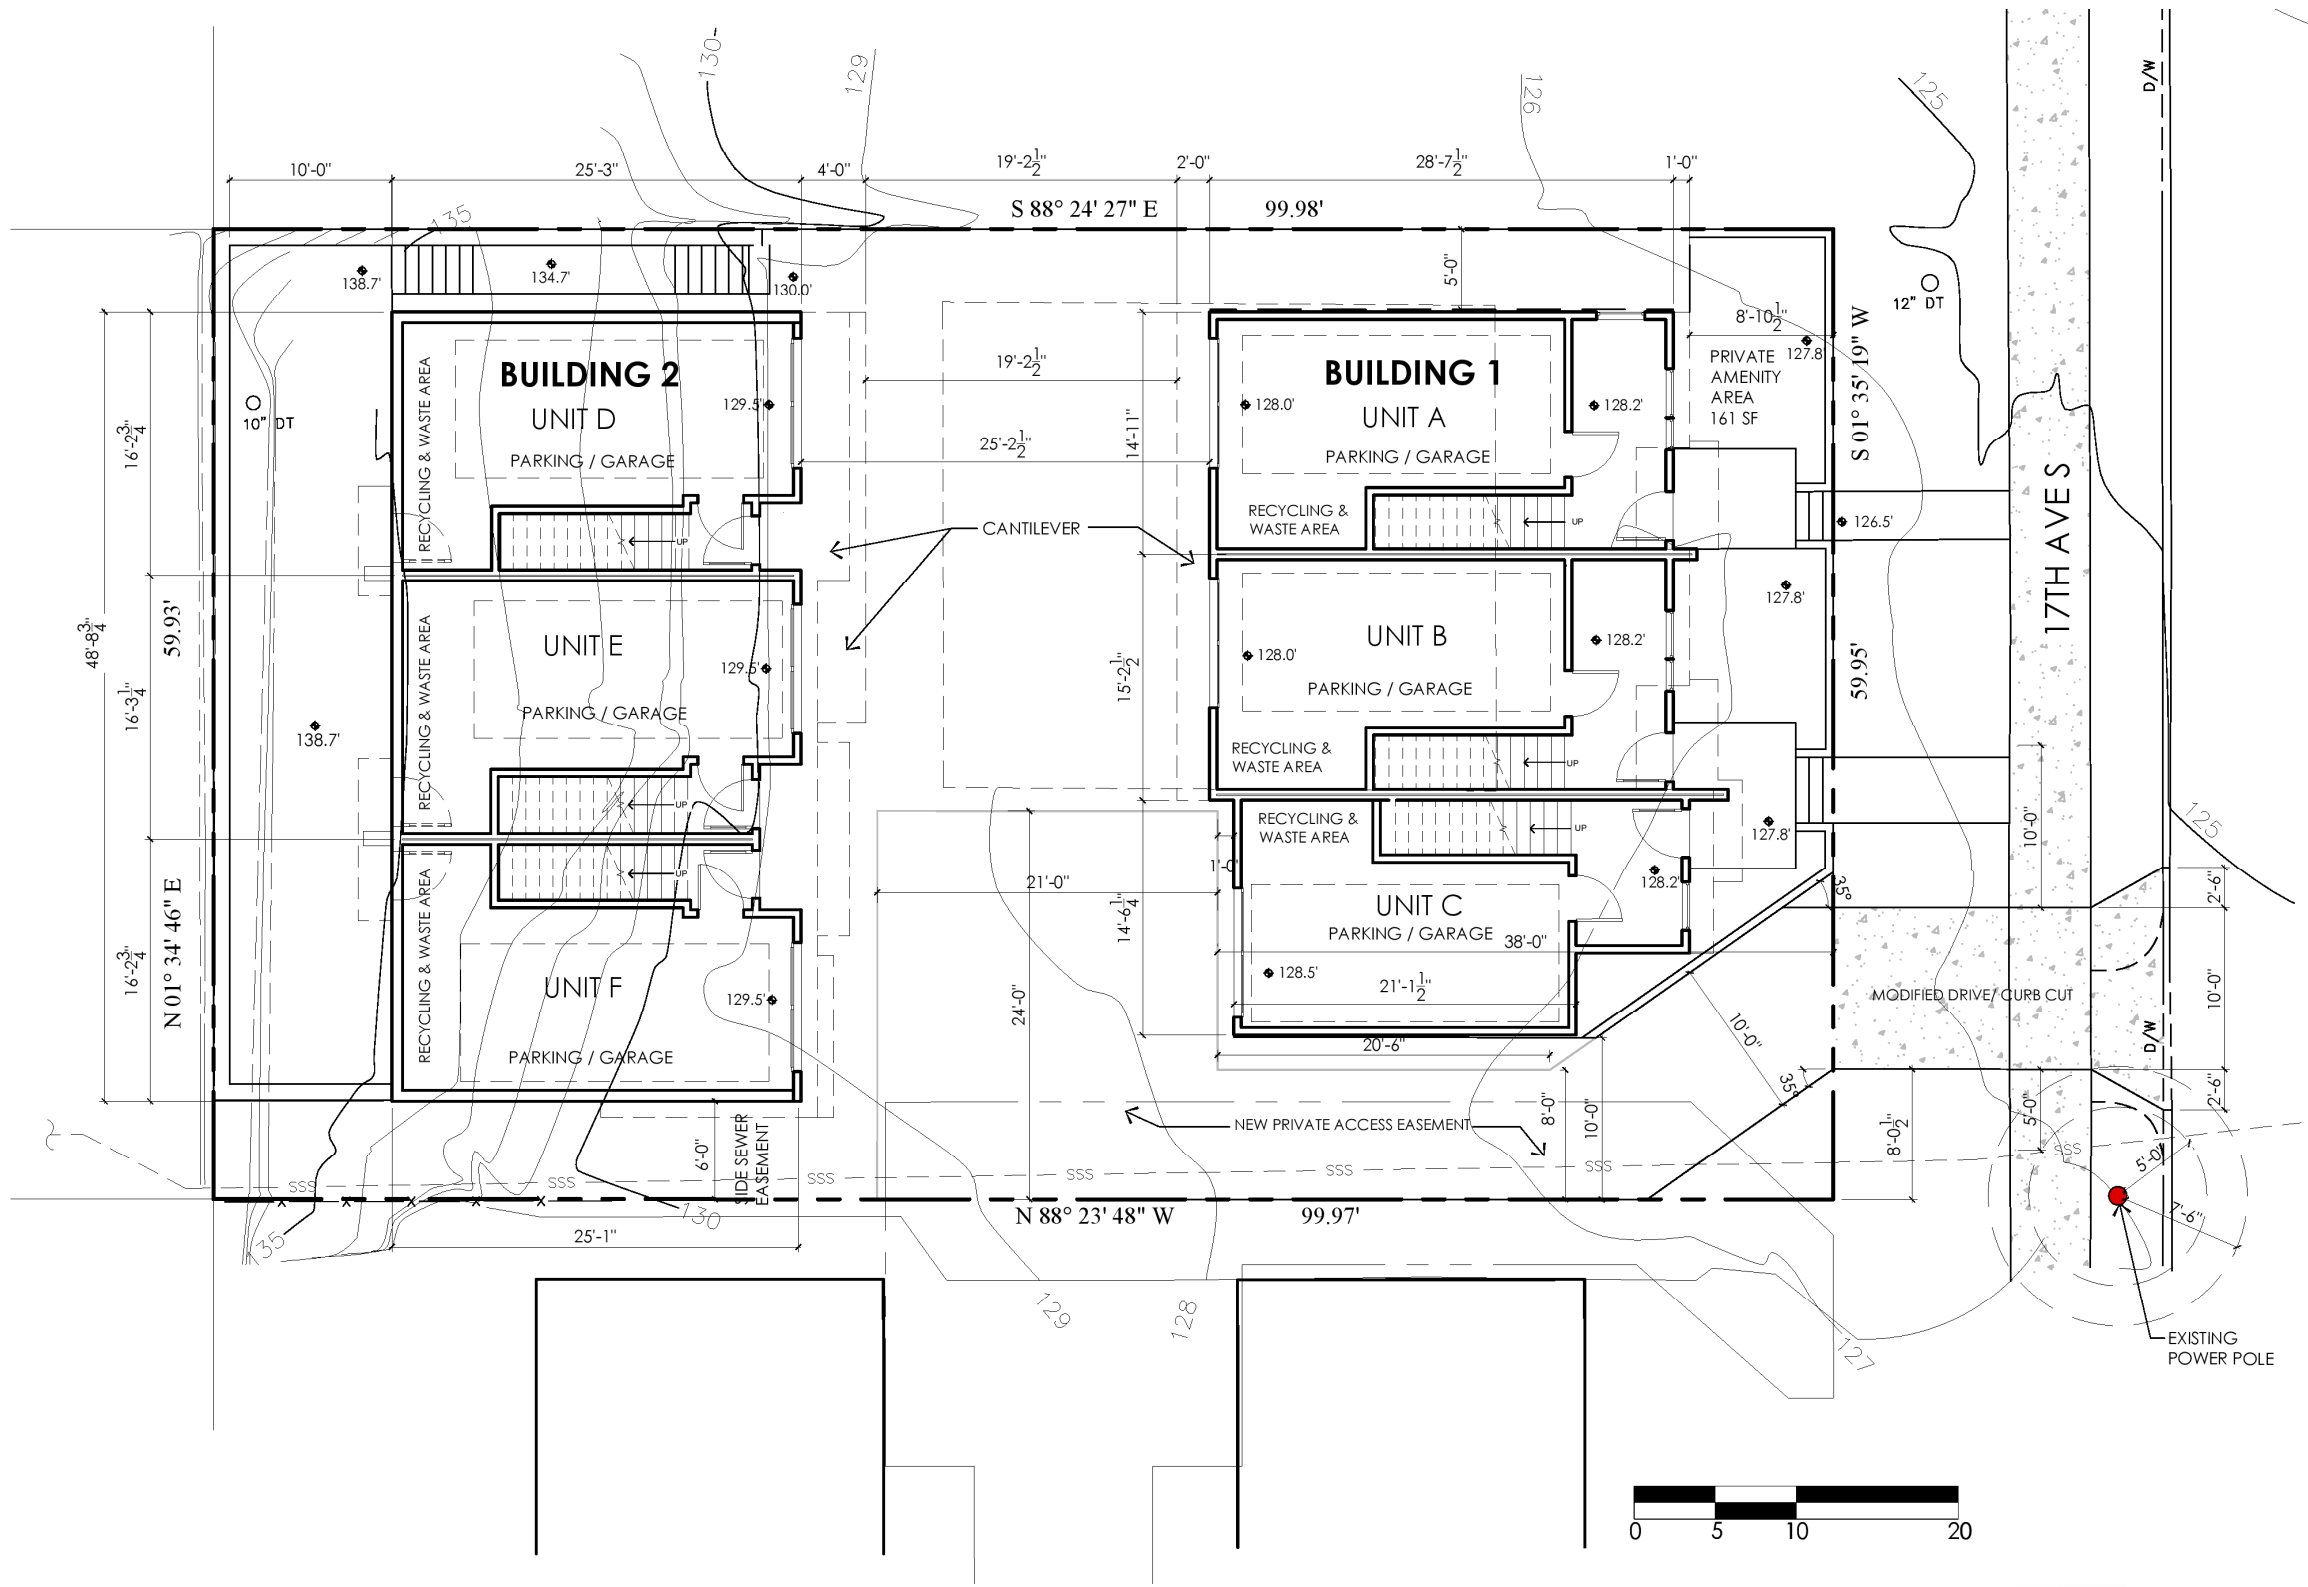 130-
129
126
125
D/W
10'-0"
25'-3"
4'-0"
19'-2 1/2"
2'-0"
28'-7 1/2"
1'-0"
S 88° 24' 27" E
99.98'
135
138.7'
134.7'
130.0'
5'-0"
12" DT
8'-10 1/2"
S 01° 35' 19" W
10" DT
16'-2 3/4"
RECYCLING & WASTE AREA
BUILDING 2
UNIT D
129.5'
PARKING / GARAGE
UP
19'-2 1/2"
25'-2 1/2"
14'-11"
BUILDING 1
128.0'
UNIT A
128.2'
PARKING / GARAGE
RECYCLING &
WASTE AREA
UP
PRIVATE
AMENITY
AREA
161 SF
127.8'
126.5'
17TH AVE S
CANTILEVER
48'-8 3/4"
59.93'
16'-3 1/4"
RECYCLING & WASTE AREA
UNIT E
129.5'
PARKING / GARAGE
UP
138.7'
15'-2 1/2"
128.0'
UNIT B
128.2'
PARKING / GARAGE
RECYCLING &
WASTE AREA
UP
127.8'
59.95'
127.8'
10'-0"
125
N 01° 34' 46" E
16'-2 3/4"
RECYCLING & WASTE AREA
UP
UNIT F
129.5'
PARKING / GARAGE
RECYCLING &
WASTE AREA
UP
1'-0"
21'-0"
14'-6 1/4"
24'-0"
UNIT C
PARKING / GARAGE
128.2'
38'-0"
128.5'
21'-1 1/2"
20'-6"
35°
2'-6"
MODIFIED DRIVE/ CURB CUT
10'-0"
D/W
10'-0"
35°
2'-6"
NEW PRIVATE ACCESS EASEMENT
8'-0"
10'-0"
8'-0 1/2"
5'-0"
5'-0"
7'-6"
6'-0"
SIDE SEWER
EASEMENT
SSS
SSS
SSS
SSS
SSS
SSS
SSS
35
130
25'-1"
N 88° 23' 48" W
99.97'
129
128
127
EXISTING
POWER POLE
0
5
10
20